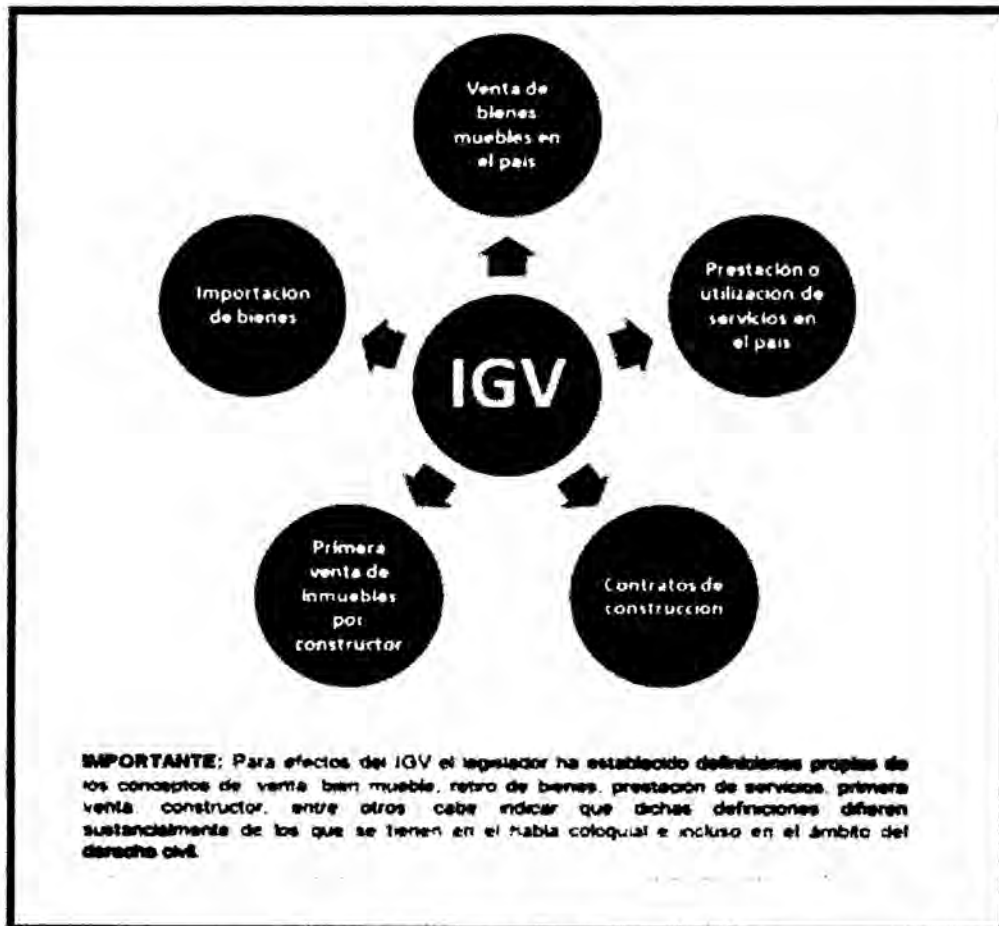 Venta de
bienes
muebles en
el país
Prestación o
utilización de
servicios en
el país
Importación
de bienes
IGV
Primera
venta de
inmuebles
por
constructor
Contratos de
construcción
IMPORTANTE: Para efectos del IGV el legislador ha establecido definiciones propias de
los conceptos de venta bien mueble, retiro de bienes, prestación de servicios, primera
venta constructor, entre otros cabe indicar que dichas definiciones difieren
sustancialmente de los que se tienen en el habla coloquial e incluso en el ámbito del
derecho civil.